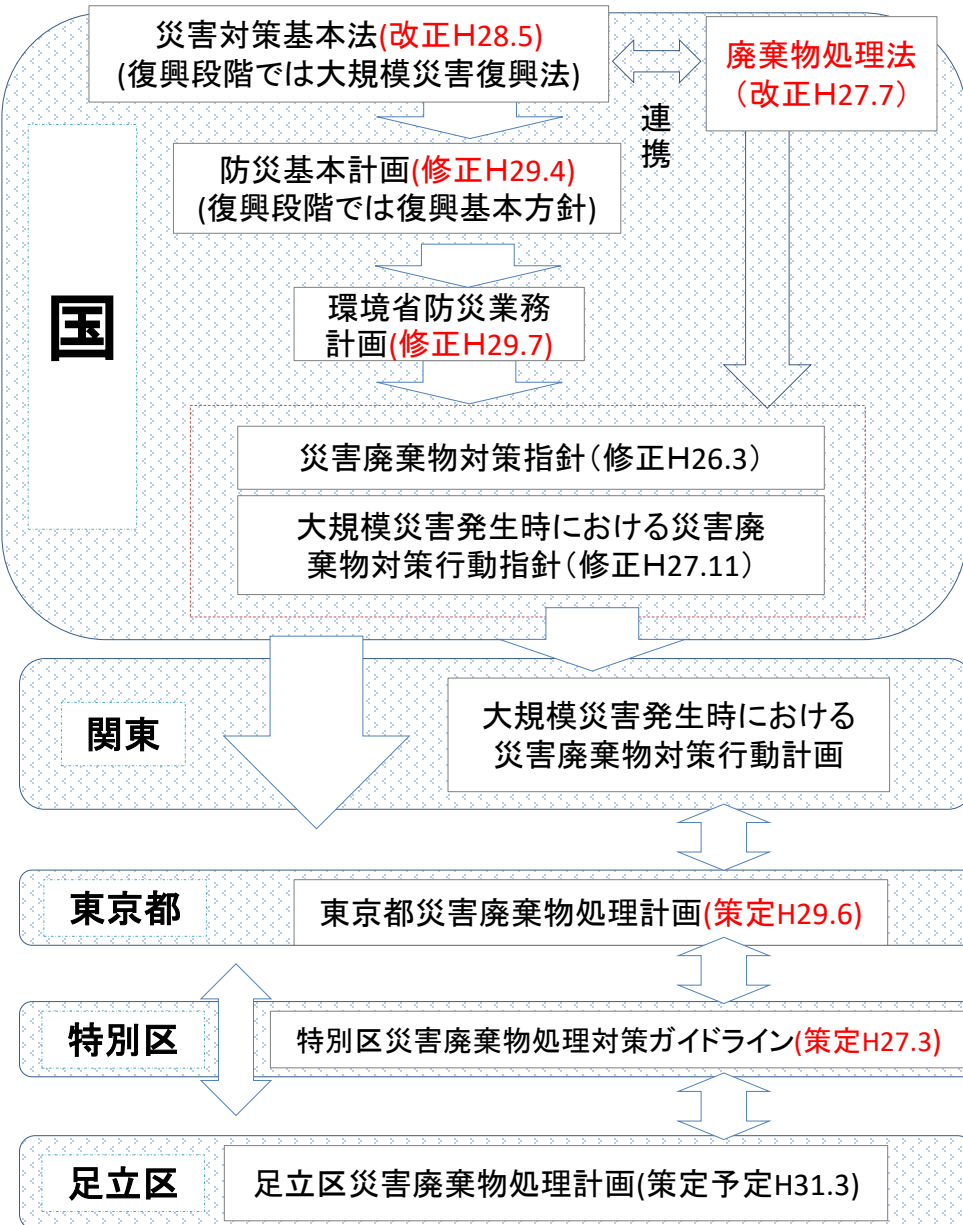 災害対策基本法(改正H28.5)
(復興段階では大規模災害復興法)
廃棄物処理法
(改正H27.7)
連
携
防災基本計画(修正H29.4)
(復興段階では復興基本方針)
国
環境省防災業務
計画(修正H29.7)
災害廃棄物対策指針(修正H26.3)
大規模災害発生時における災害廃
棄物対策行動指針(修正H27.11)
関東
大規模災害発生時における
災害廃棄物対策行動計画
東京都
東京都災害廃棄物処理計画(策定H29.6)
特別区
特別区災害廃棄物処理対策ガイドライン(策定H27.3)
足立区
足立区災害廃棄物処理計画(策定予定H31.3)